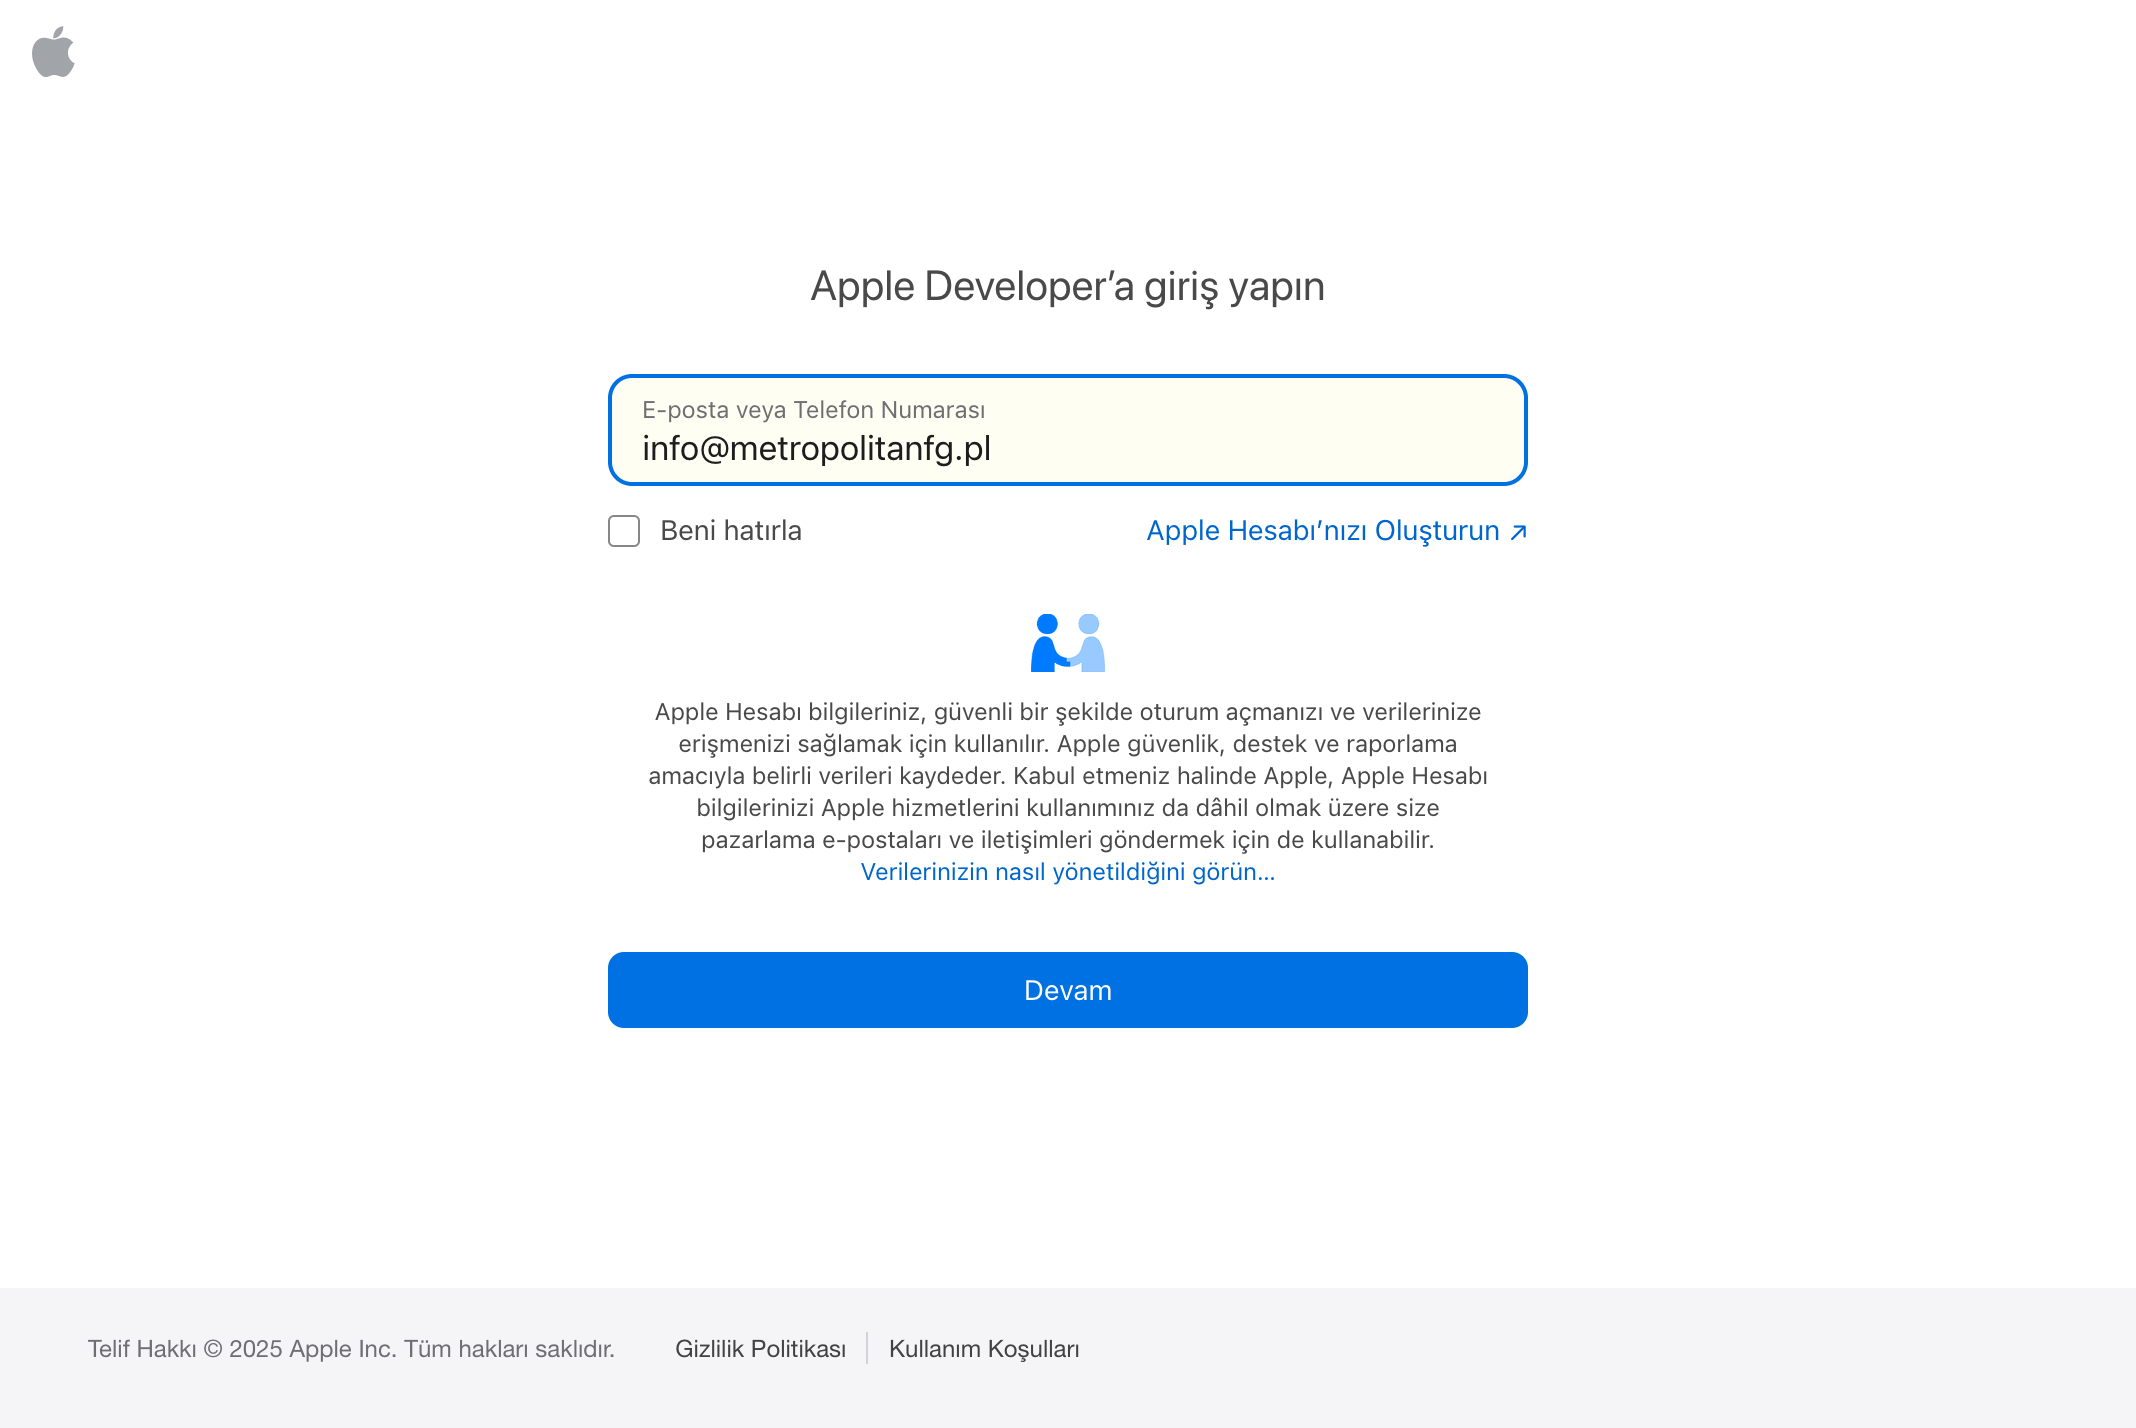 Apple Developer’a giriş yapın
E-posta veya Telefon Numarası
info@metropolitanfg.pl
Beni hatırla
Apple Hesabı’nızı Oluşturun ↗
Apple Hesabı bilgileriniz, güvenli bir şekilde oturum açmanızı ve verilerinize
erişmenizi sağlamak için kullanılır. Apple güvenlik, destek ve raporlama
amacıyla belirli verileri kaydeder. Kabul etmeniz halinde Apple, Apple Hesabı
bilgilerinizi Apple hizmetlerini kullanımınız da dâhil olmak üzere size
pazarlama e-postaları ve iletişimleri göndermek için de kullanabilir.
Verilerinizin nasıl yönetildiğini görün...
Devam
Telif Hakkı © 2025 Apple Inc. Tüm hakları saklıdır.
Gizlilik Politikası
Kullanım Koşulları